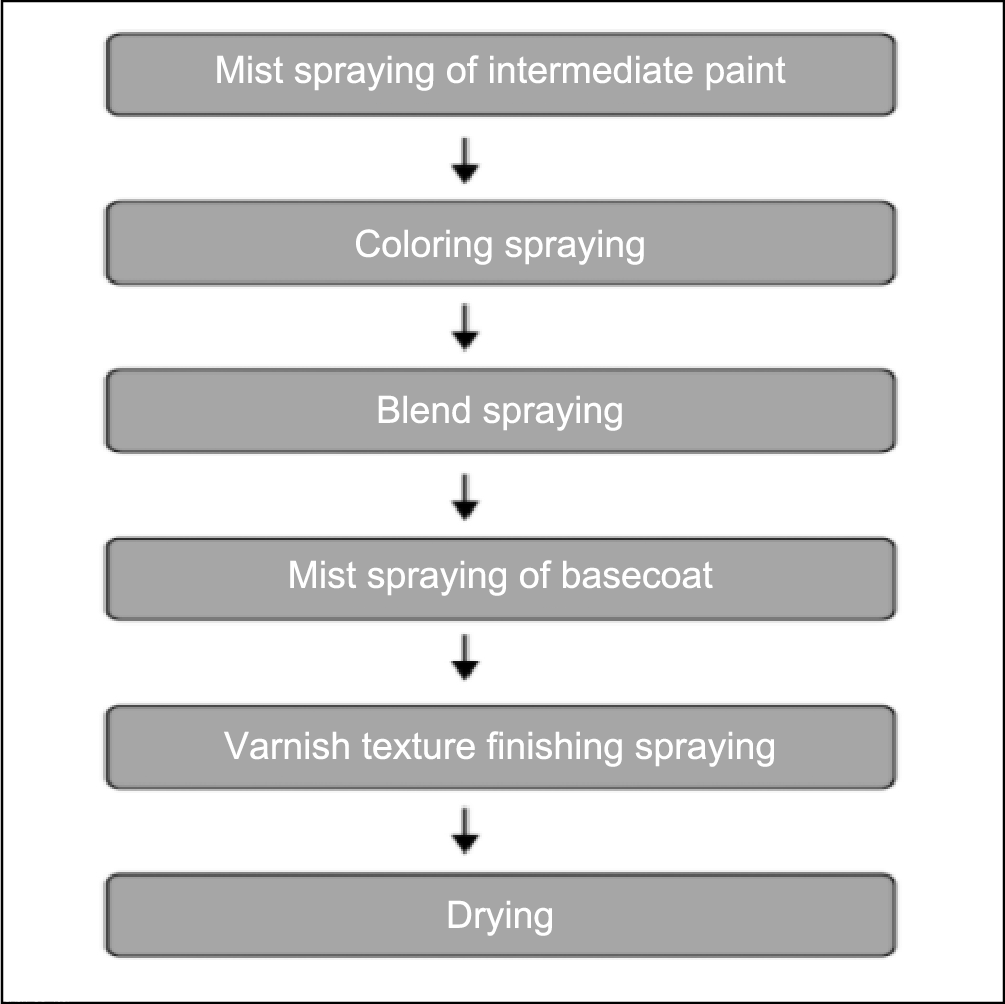 Mist spraying of intermediate paint
Coloring spraying
Blend spraying
Mist spraying of basecoat
Varnish texture finishing spraying
Drying